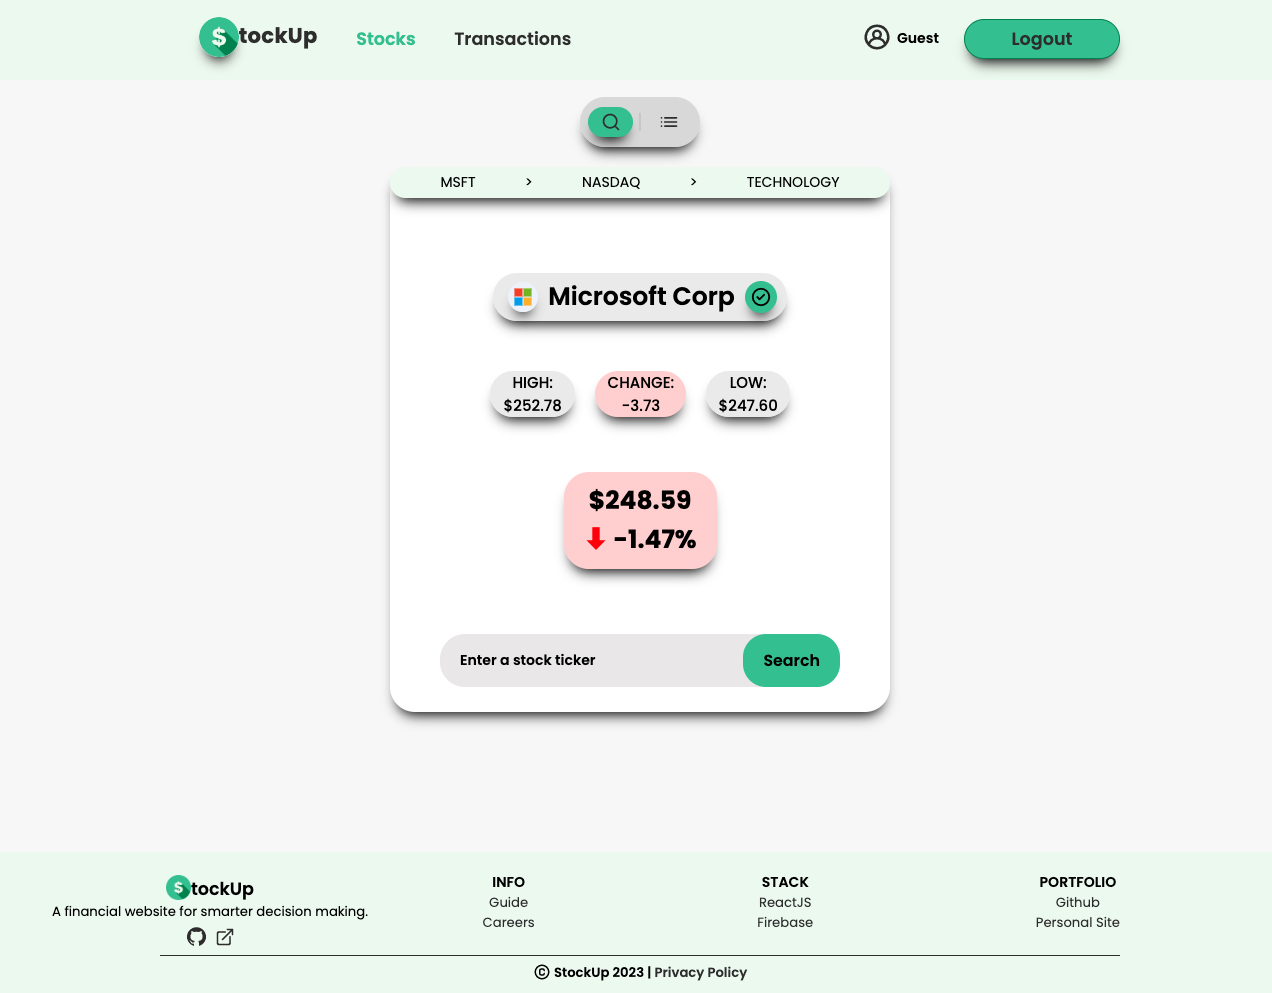 $tockUp
Stocks
Transactions
Guest
Logout
MSFT > NASDAQ > TECHNOLOGY
Microsoft Corp
HIGH:
$252.78
CHANGE:
-3.73
LOW:
$247.60
$248.59
-1.47%
Enter a stock ticker
Search
$tockUp
A financial website for smarter decision making.
INFO
Guide
Careers
STACK
ReactJS
Firebase
PORTFOLIO
Github
Personal Site
© StockUp 2023 | Privacy Policy